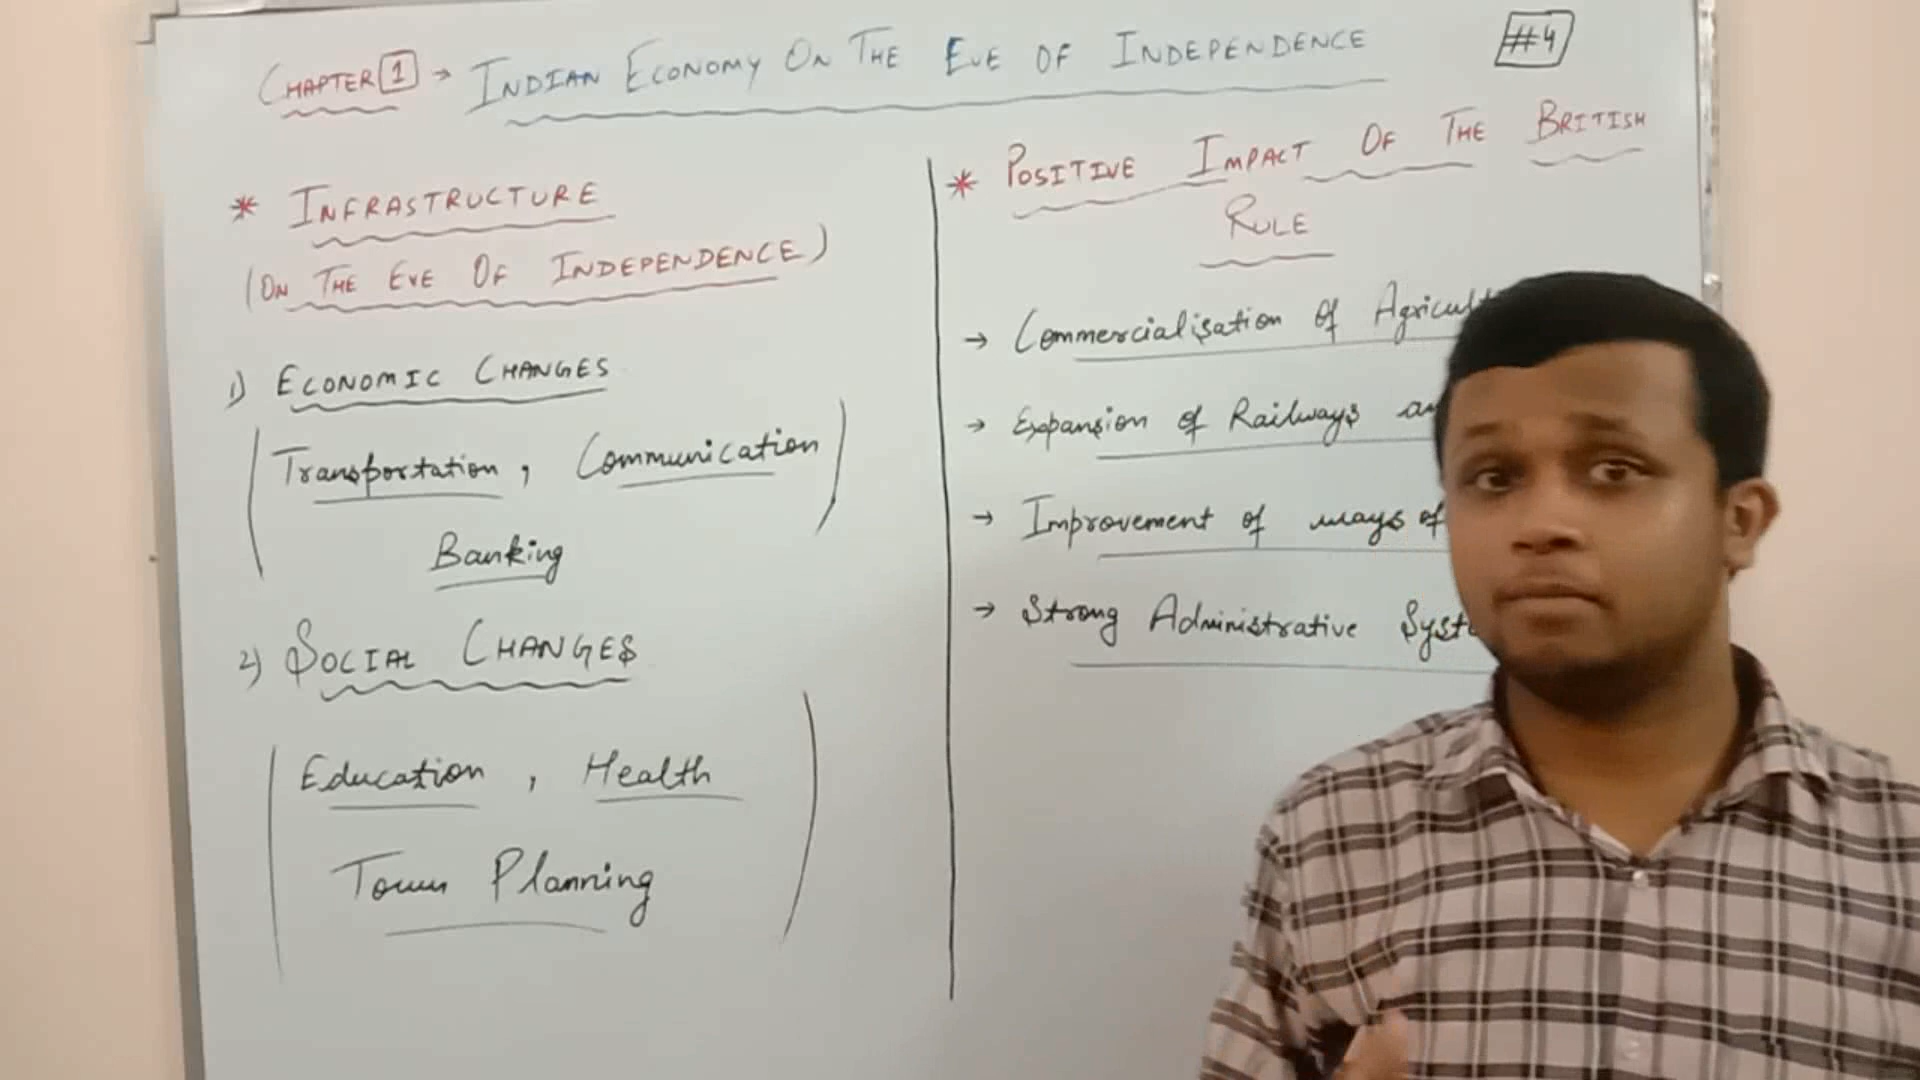 CHAPTER 1 → INDIAN ECONOMY ON THE EVE OF INDEPENDENCE
#4
* INFRASTRUCTURE
(ON THE EVE OF INDEPENDENCE)
1) ECONOMIC CHANGES
(Transportation, Communication
Banking)
2) SOCIAL CHANGES
(Education, Health
Town Planning)
* POSITIVE IMPACT OF THE BRITISH
RULE
→ Commercialisation of
→ Expansion of Railways
→ Improvement of ways of
→ Strong Administrative